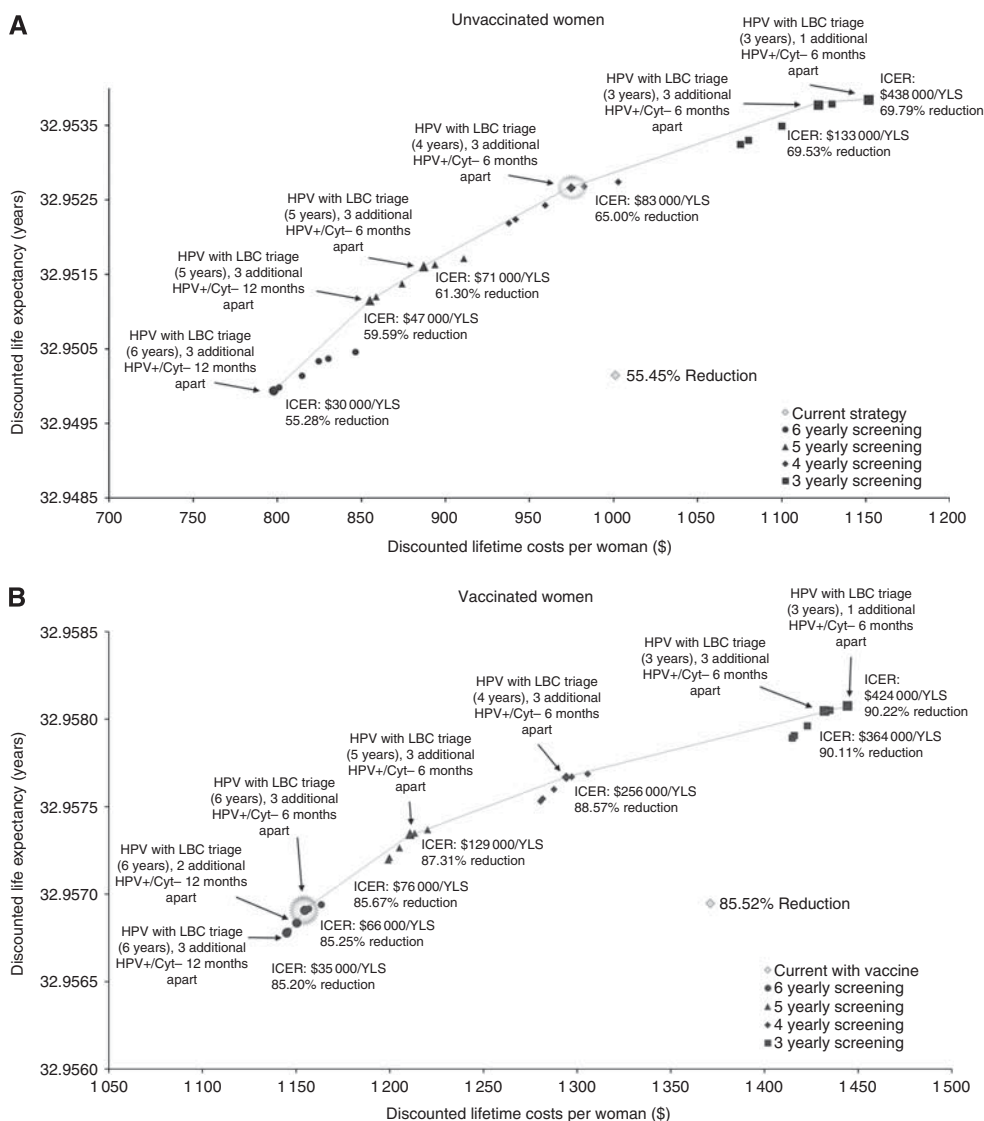 A
Unvaccinated women
Discounted life expectancy (years)
32.9535
32.9525
32.9515
32.9505
32.9495
32.9485
HPV with LBC triage
(3 years), 1 additional
HPV+/Cyt– 6 months
apart
HPV with LBC triage
(3 years), 3 additional
HPV+/Cyt– 6 months
apart
ICER:
$438 000/YLS
69.79% reduction
ICER: $133 000/YLS
69.53% reduction
HPV with LBC triage
(4 years), 3 additional
HPV+/Cyt– 6 months
apart
ICER: $83 000/YLS
65.00% reduction
HPV with LBC triage
(5 years), 3 additional
HPV+/Cyt– 6 months
apart
ICER: $71 000/YLS
61.30% reduction
HPV with LBC triage
(5 years), 3 additional
HPV+/Cyt– 12 months
apart
ICER: $47 000/YLS
59.59% reduction
HPV with LBC triage
(6 years), 3 additional
HPV+/Cyt– 12 months
apart
ICER: $30 000/YLS
55.28% reduction
55.45% Reduction
Current strategy
6 yearly screening
5 yearly screening
4 yearly screening
3 yearly screening
700 800 850 900 950 1 000 1 050 1 100 1 150 1 200
Discounted lifetime costs per woman ($)
B
Vaccinated women
Discounted life expectancy (years)
32.9585
32.9580
32.9575
32.9570
32.9565
32.9560
HPV with LBC triage
(3 years), 1 additional
HPV+/Cyt– 6 months
apart
HPV with LBC triage
(3 years), 3 additional
HPV+/Cyt– 6 months
apart
ICER:
$424 000/YLS
90.22% reduction
ICER: $364 000/YLS
90.11% reduction
HPV with LBC triage
(4 years), 3 additional
HPV+/Cyt– 6 months
apart
ICER: $256 000/YLS
88.57% reduction
HPV with LBC triage
(5 years), 3 additional
HPV+/Cyt– 6 months
apart
ICER: $129 000/YLS
87.31% reduction
HPV with LBC triage
(6 years), 3 additional
HPV+/Cyt– 6 months
apart
ICER: $76 000/YLS
85.67% reduction
HPV with LBC triage
(6 years), 2 additional
HPV+/Cyt– 12 months
apart
ICER: $66 000/YLS
85.25% reduction
HPV with LBC triage
(6 years), 3 additional
HPV+/Cyt– 12 months
apart
ICER: $35 000/YLS
85.20% reduction
85.52% Reduction
Current with vaccine
6 yearly screening
5 yearly screening
4 yearly screening
3 yearly screening
1 050 1 100 1 150 1 200 1 250 1 300 1 350 1 400 1 450 1 500
Discounted lifetime costs per woman ($)